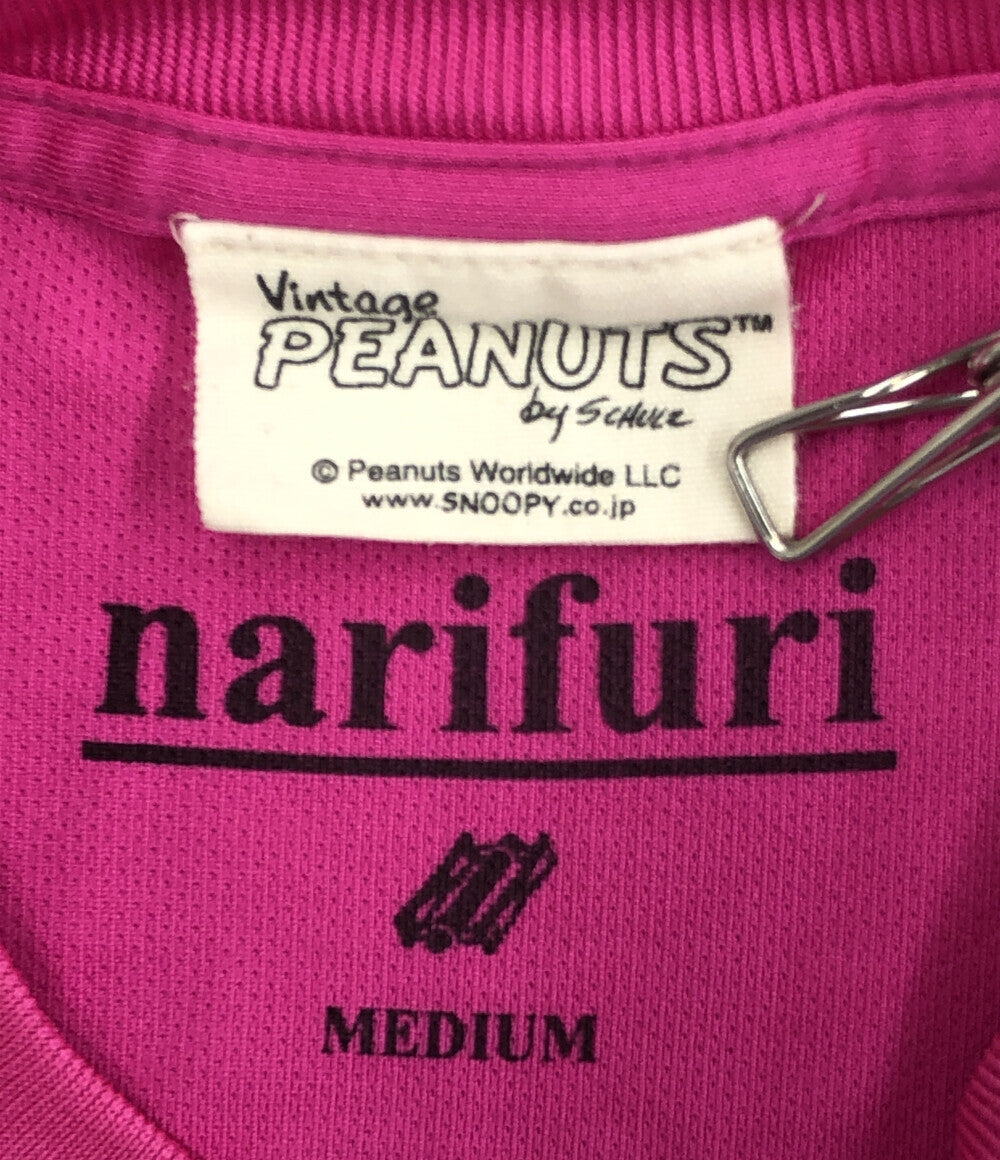 Vintage
PEANUTS™
by SCHULZ
© Peanuts Worldwide LLC
www.SNOOPY.co.jp
narifuri
MEDIUM